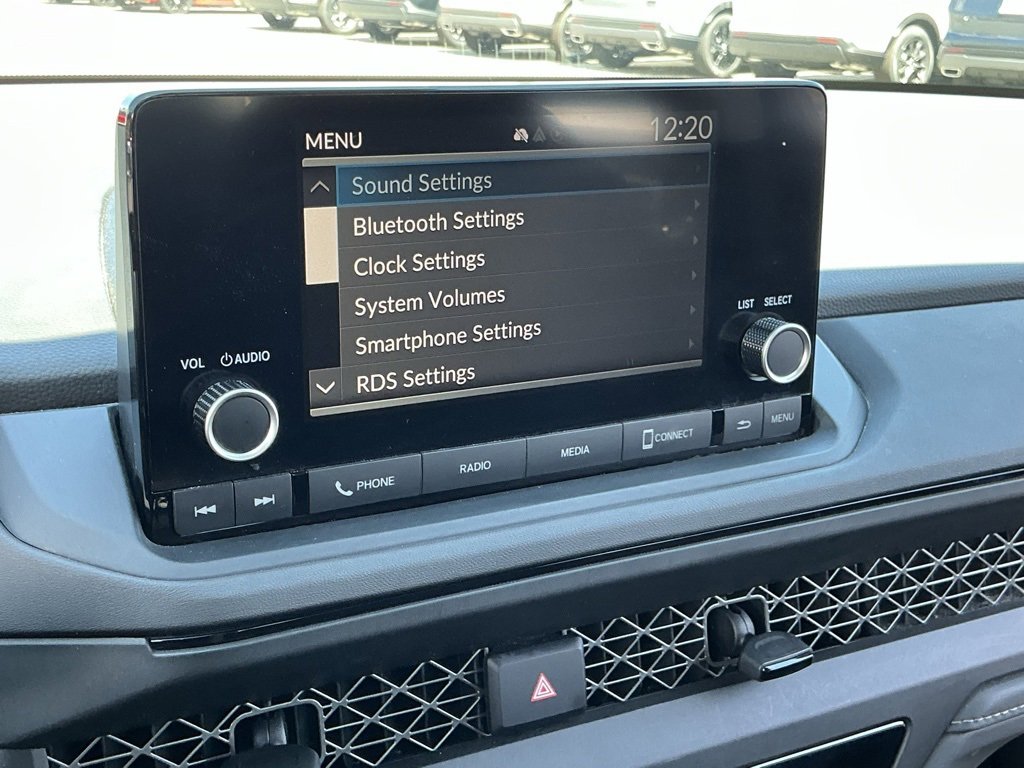 MENU
12:20
Sound Settings
Bluetooth Settings
Clock Settings
System Volumes
Smartphone Settings
RDS Settings
VOL AUDIO
LIST SELECT
PHONE
RADIO
MEDIA
CONNECT
MENU